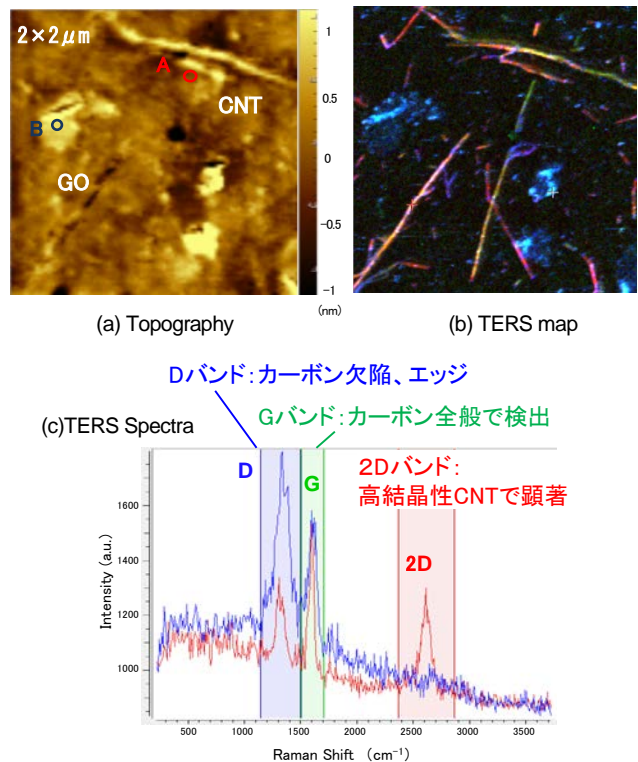 2×2μm
A
CNT
B
GO
1
0.5
0
-0.5
-1
(nm)
(a) Topography
(b) TERS map
Dバンド：カーボン欠陥、エッジ
Gバンド：カーボン全般で検出
(c)TERS Spectra
2Dバンド：
高結晶性CNTで顕著
D
G
2D
1600
1400
1200
1000
Intensity (a.u.)
500 1000 1500 2000 2500 3000 3500
Raman Shift （cm⁻¹）